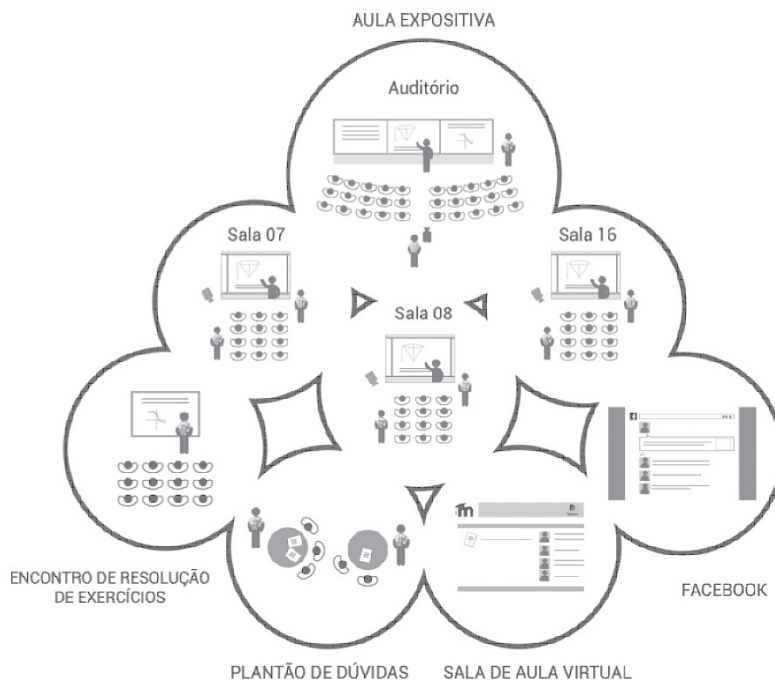 AULA EXPOSITIVA
Auditório
Sala 07
Sala 16
Sala 08
ENCONTRO DE RESOLUÇÃO
DE EXERCÍCIOS
FACEBOOK
PLANTÃO DE DÚVIDAS
SALA DE AULA VIRTUAL